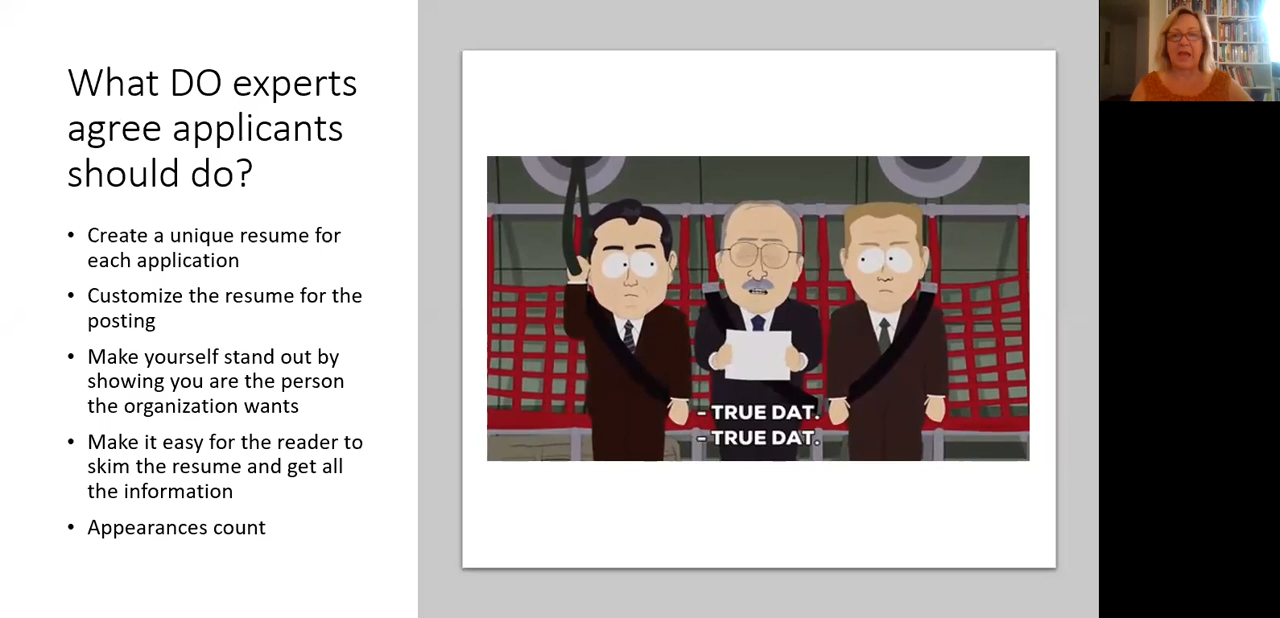 What DO experts
agree applicants
should do?
• Create a unique resume for
each application
• Customize the resume for the
posting
• Make yourself stand out by
showing you are the person
the organization wants
• Make it easy for the reader to
skim the resume and get all
the information
• Appearances count
- TRUE DAT.
- TRUE DAT.